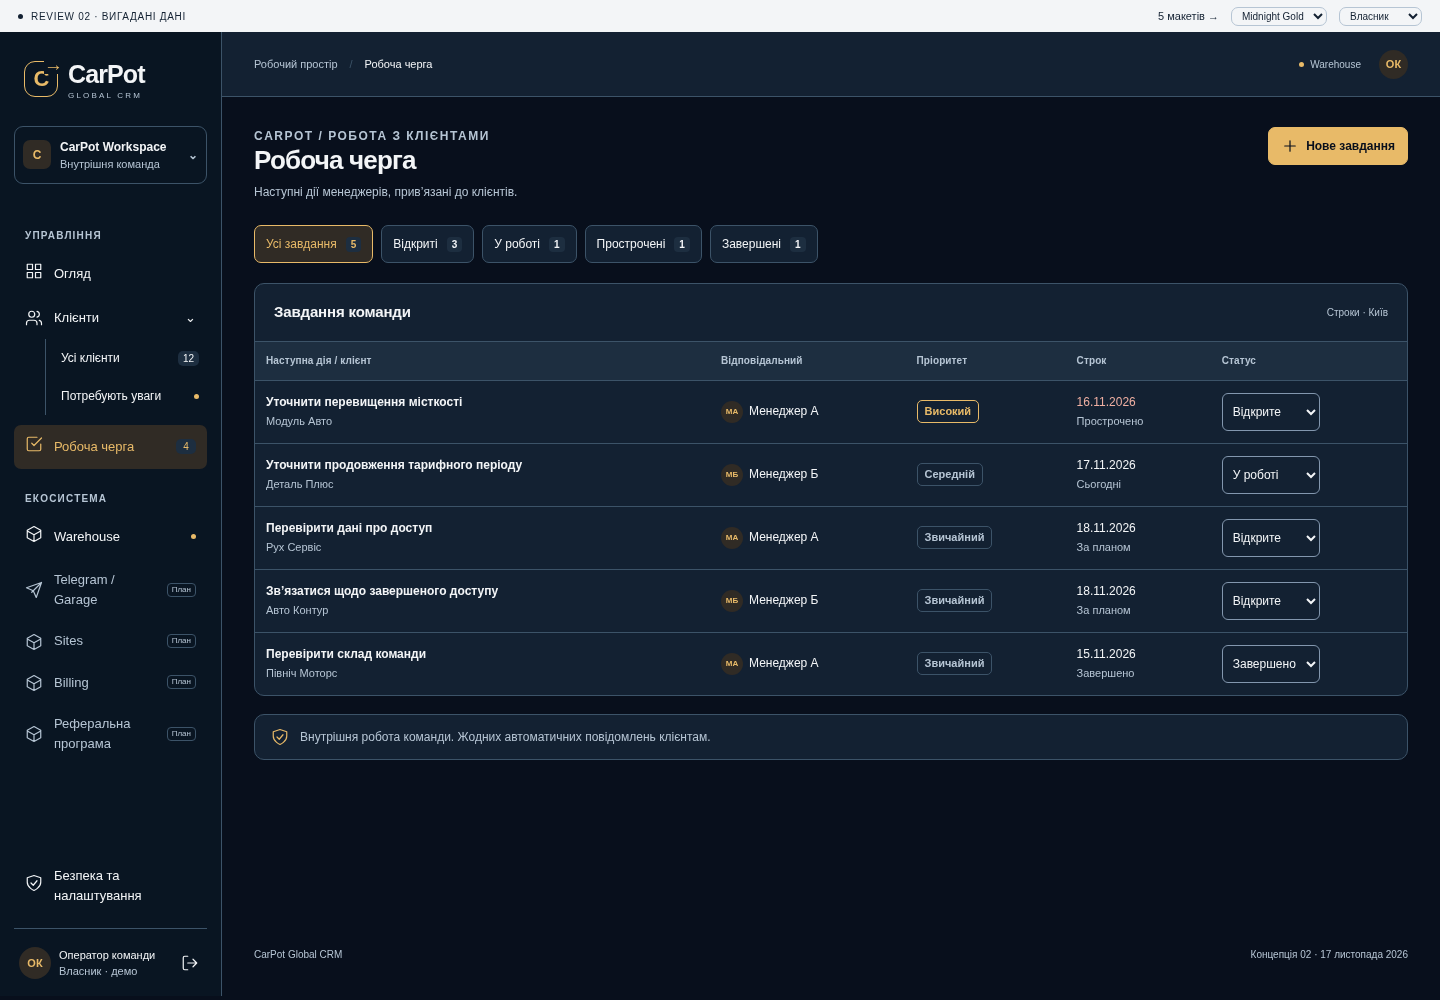 REVIEW 02 · ВИГАДАНІ ДАНІ
5 макетів →
Midnight Gold
Власник
C
CarPot
GLOBAL CRM
C
CarPot Workspace
Внутрішня команда
УПРАВЛІННЯ
Огляд
Клієнти
Усі клієнти 12
Потребують уваги
Робоча черга 4
ЕКОСИСТЕМА
Warehouse
Telegram /
Garage
План
Sites План
Billing План
Реферальна
програма
План
Безпека та
налаштування
ОК
Оператор команди
Власник · демо
Робочий простір / Робоча черга
Warehouse
ОК
CARPOT / РОБОТА З КЛІЄНТАМИ
Робоча черга
Наступні дії менеджерів, прив’язані до клієнтів.
+ Нове завдання
Усі завдання 5
Відкриті 3
У роботі 1
Прострочені 1
Завершені 1
Завдання команди
Строки · Київ
Наступна дія / клієнт Відповідальний Пріоритет Строк Статус
Уточнити перевищення місткості
Модуль Авто
МА Менеджер А
Високий
16.11.2026
Прострочено
Відкрите
Уточнити продовження тарифного періоду
Деталь Плюс
МБ Менеджер Б
Середній
17.11.2026
Сьогодні
У роботі
Перевірити дані про доступ
Рух Сервіс
МА Менеджер А
Звичайний
18.11.2026
За планом
Відкрите
Зв’язатися щодо завершеного доступу
Авто Контур
МБ Менеджер Б
Звичайний
18.11.2026
За планом
Відкрите
Перевірити склад команди
Північ Моторс
МА Менеджер А
Звичайний
15.11.2026
Завершено
Завершено
Внутрішня робота команди. Жодних автоматичних повідомлень клієнтам.
CarPot Global CRM
Концепція 02 · 17 листопада 2026